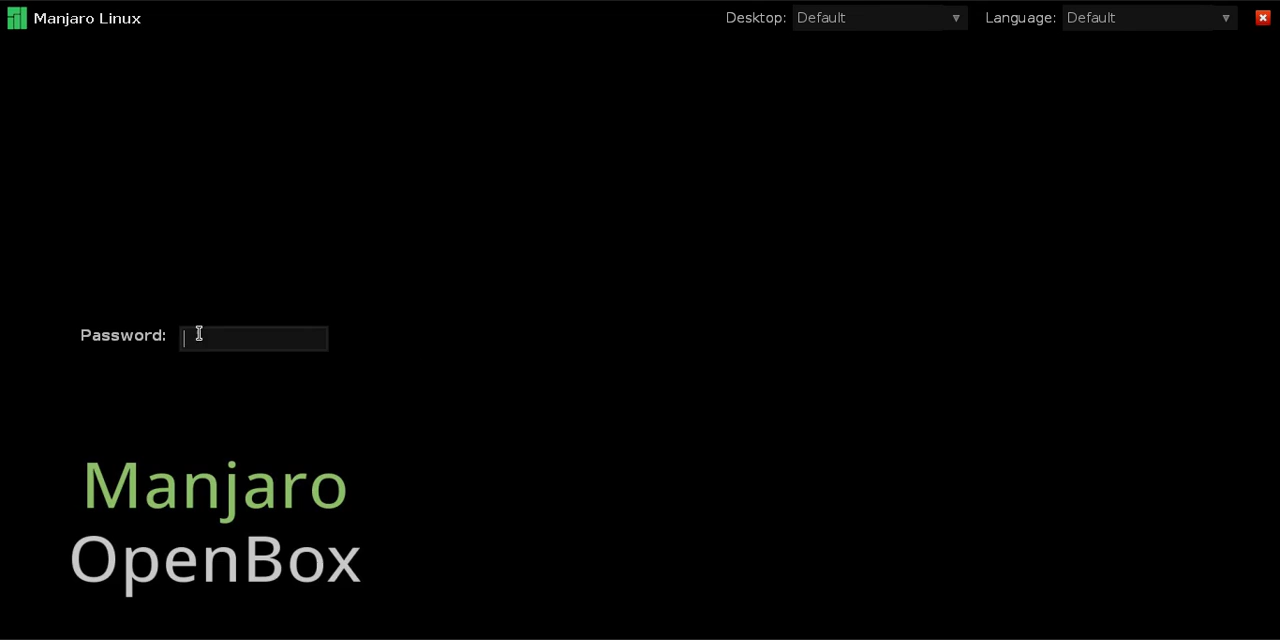 Manjaro Linux
Desktop: Default
Language: Default
Password:
Manjaro
OpenBox